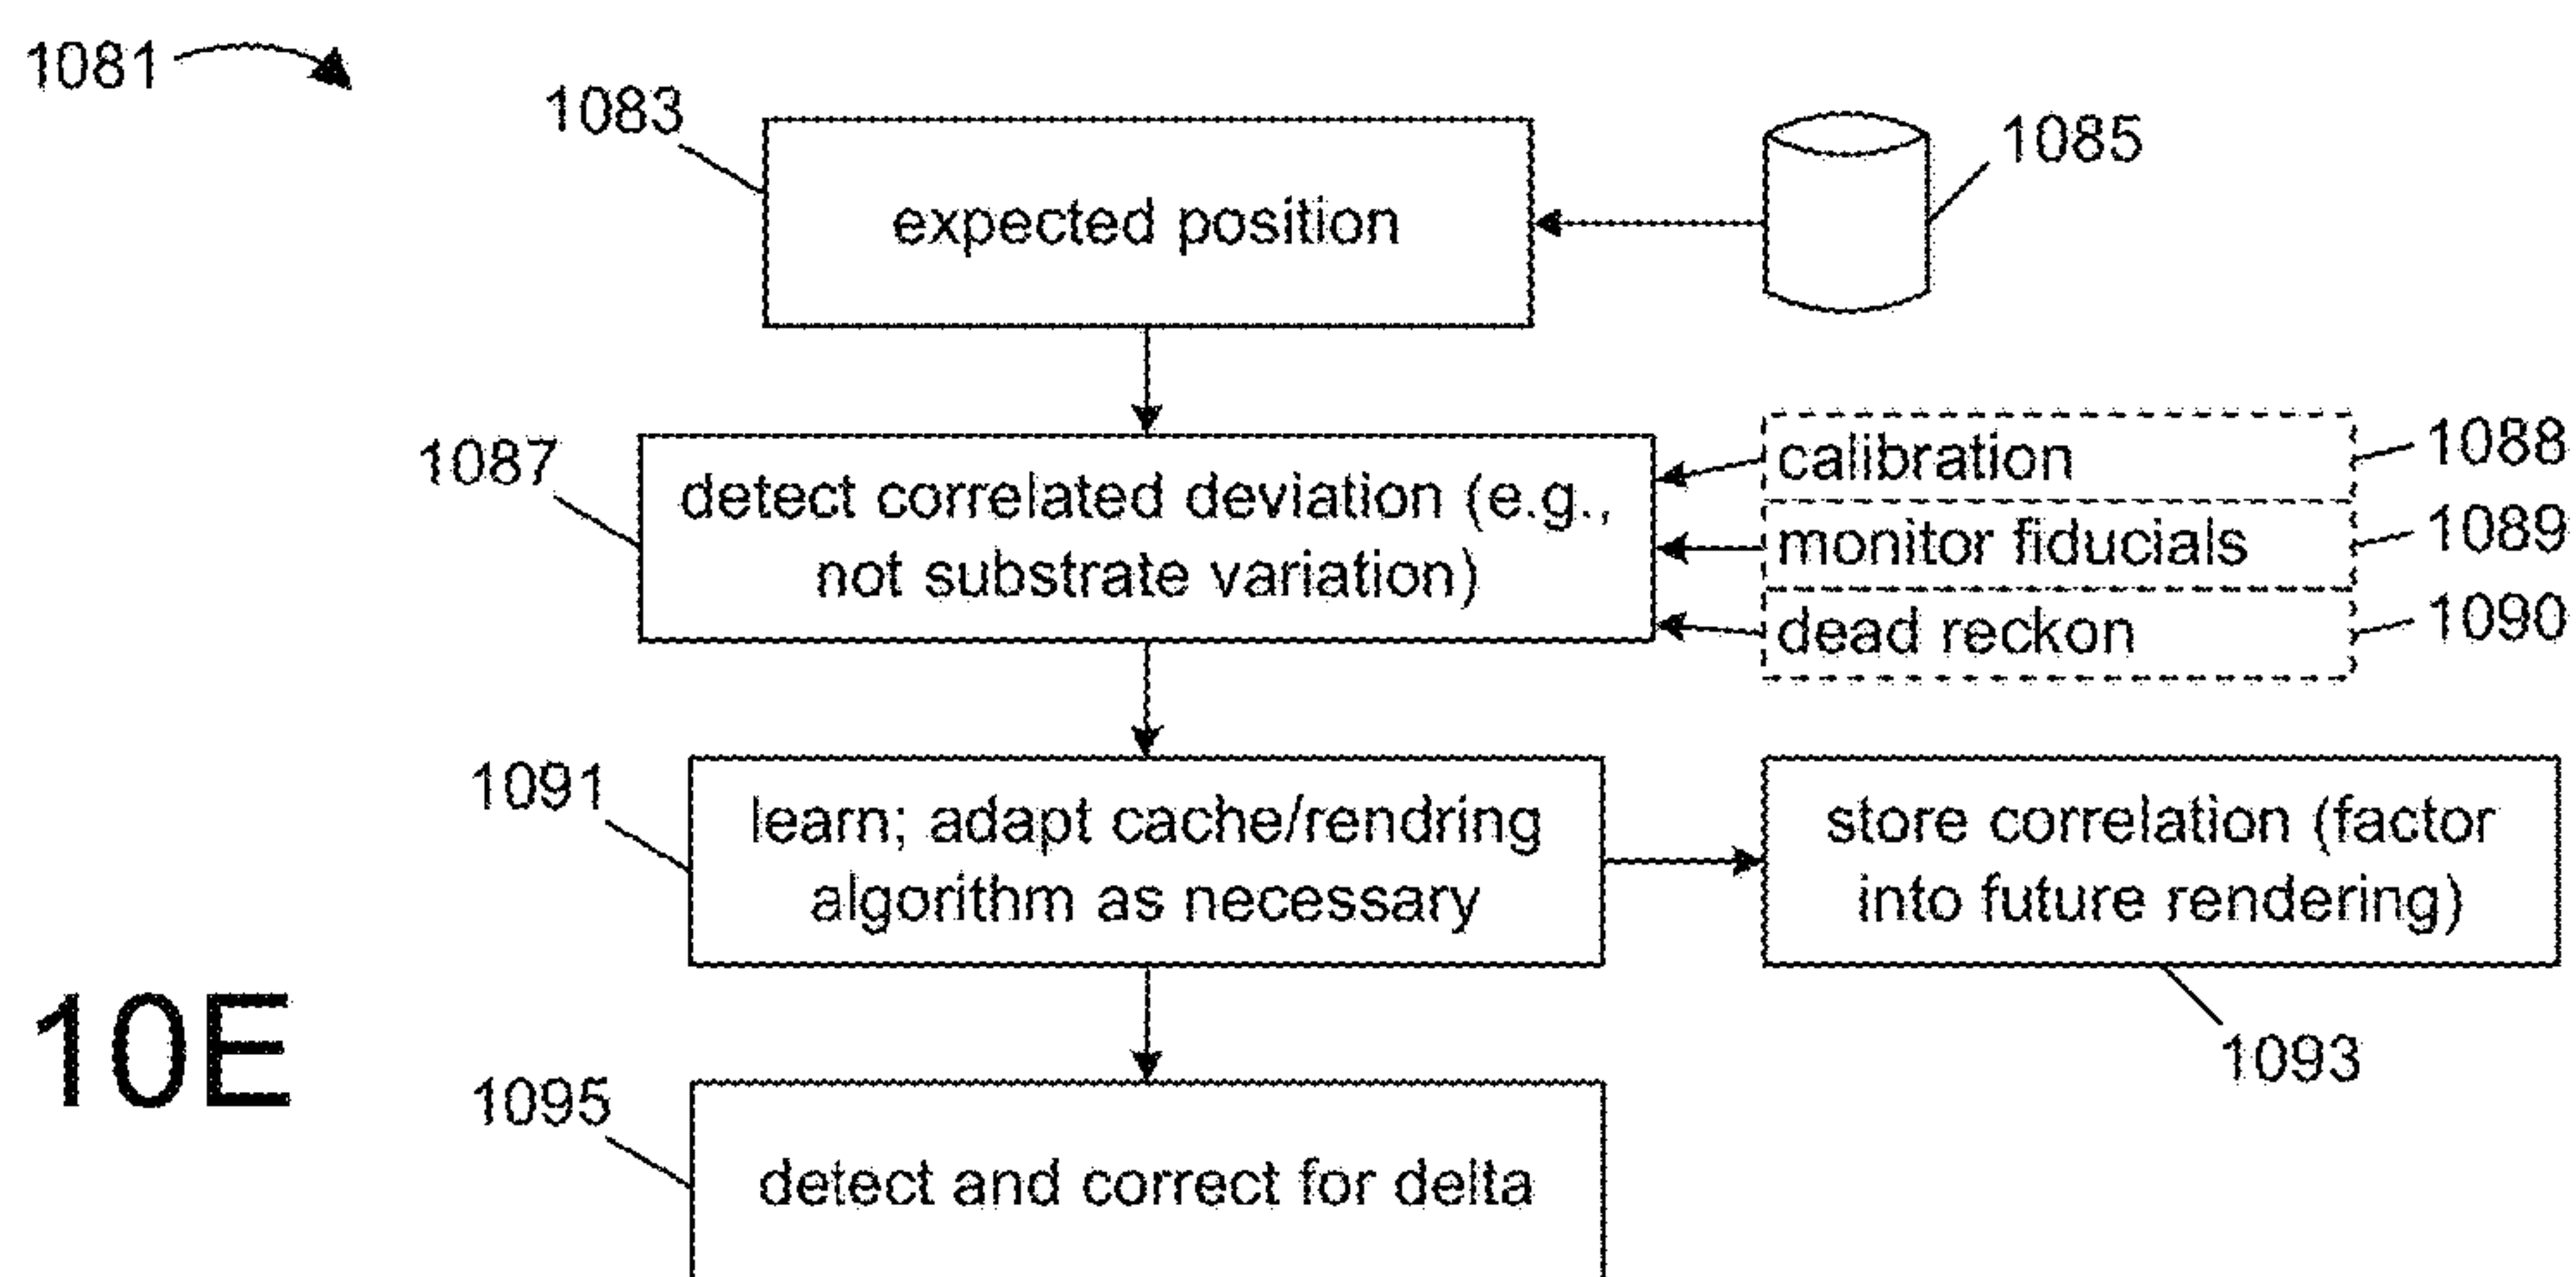 1081
1083
expected position
1085
1087
detect correlated deviation (e.g.,
not substrate variation)
calibration
1088
monitor fiducials
1089
dead reckon
1090
1091
learn; adapt cache/rendring
algorithm as necessary
store correlation (factor
into future rendering)
1093
10E
1095
detect and correct for delta